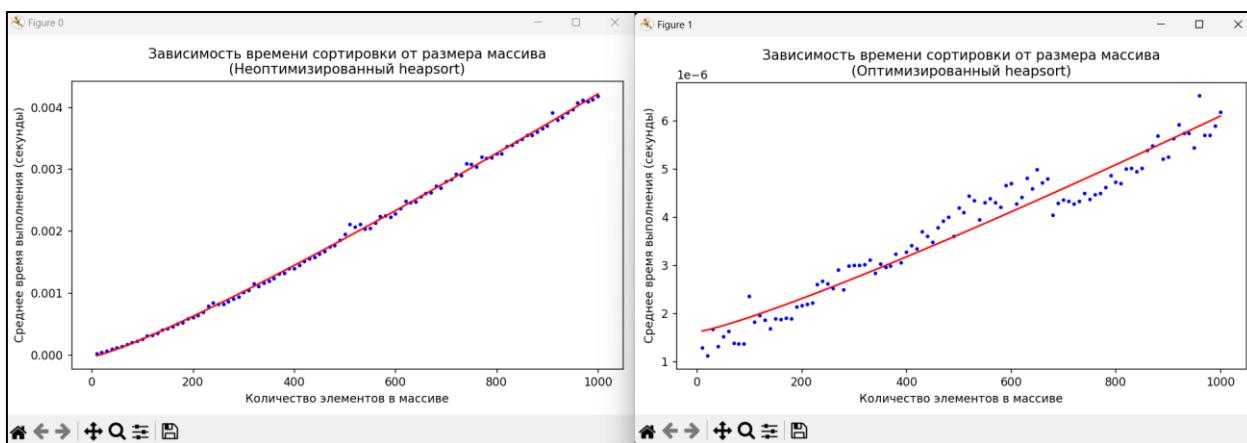 Figure 0
Зависимость времени сортировки от размера массива
(Неоптимизированный heapsort)
Среднее время выполнения (секунды)
0.004
0.003
0.002
0.001
0.000
0
200
400
600
800
1000
Количество элементов в массиве
Figure 1
Зависимость времени сортировки от размера массива
(Оптимизированный heapsort)
1e−6
Среднее время выполнения (секунды)
6
5
4
3
2
1
0
200
400
600
800
1000
Количество элементов в массиве